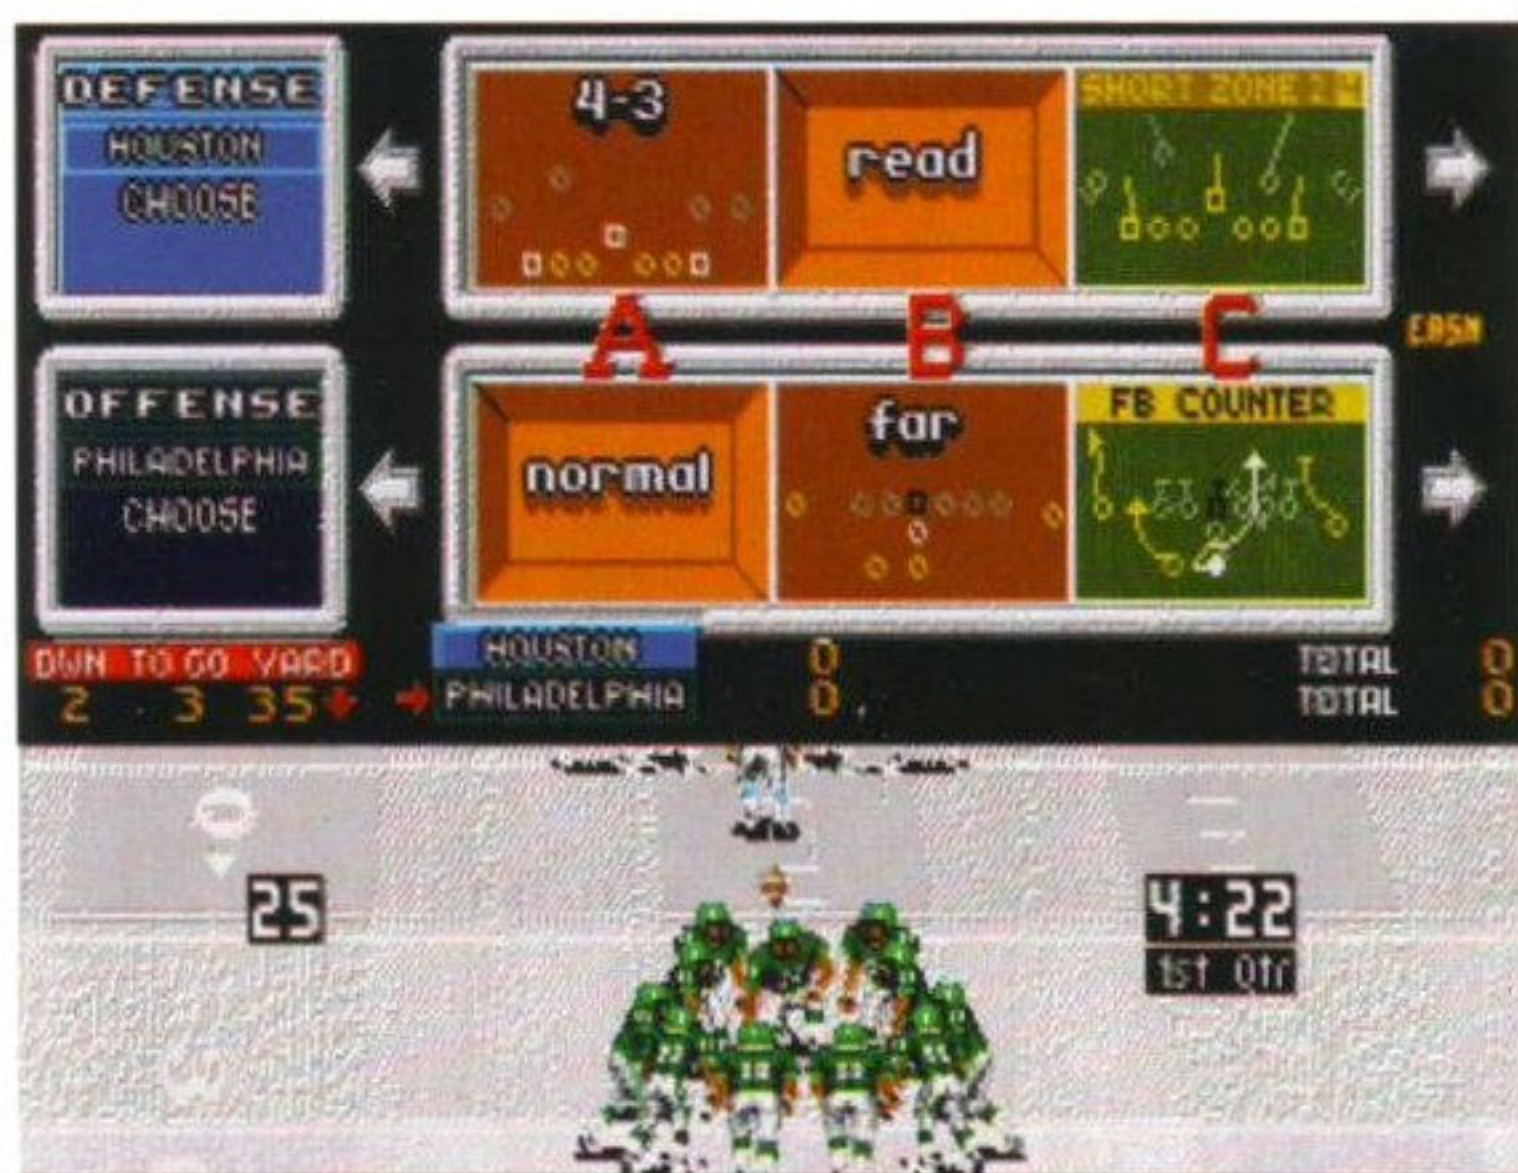 DEFENSE
HOUSTON
CHOOSE
4-3
read
SHORT ZONE 2
A
B
C
EASN
OFFENSE
PHILADELPHIA
CHOOSE
normal
far
FB COUNTER
DWN TO GO YARD
2 3 35
HOUSTON 0 TOTAL 0
PHILADELPHIA 0 TOTAL 0
25
4:22
1st Qtr